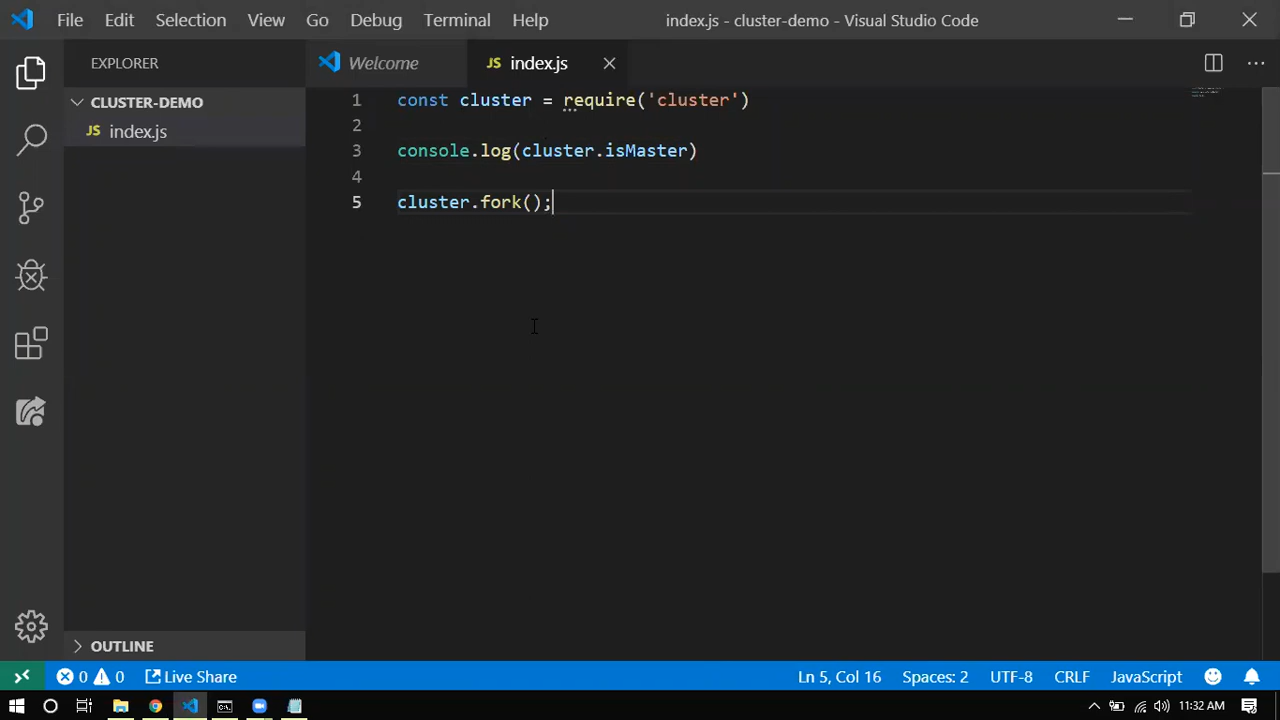 File Edit Selection View Go Debug Terminal Help index.js - cluster-demo - Visual Studio Code
EXPLORER
CLUSTER-DEMO
JS index.js
OUTLINE
Welcome JS index.js
1 const cluster = require('cluster')
2
3 console.log(cluster.isMaster)
4
5 cluster.fork();
0 0 Live Share Ln 5, Col 16 Spaces: 2 UTF-8 CRLF JavaScript
11:32 AM